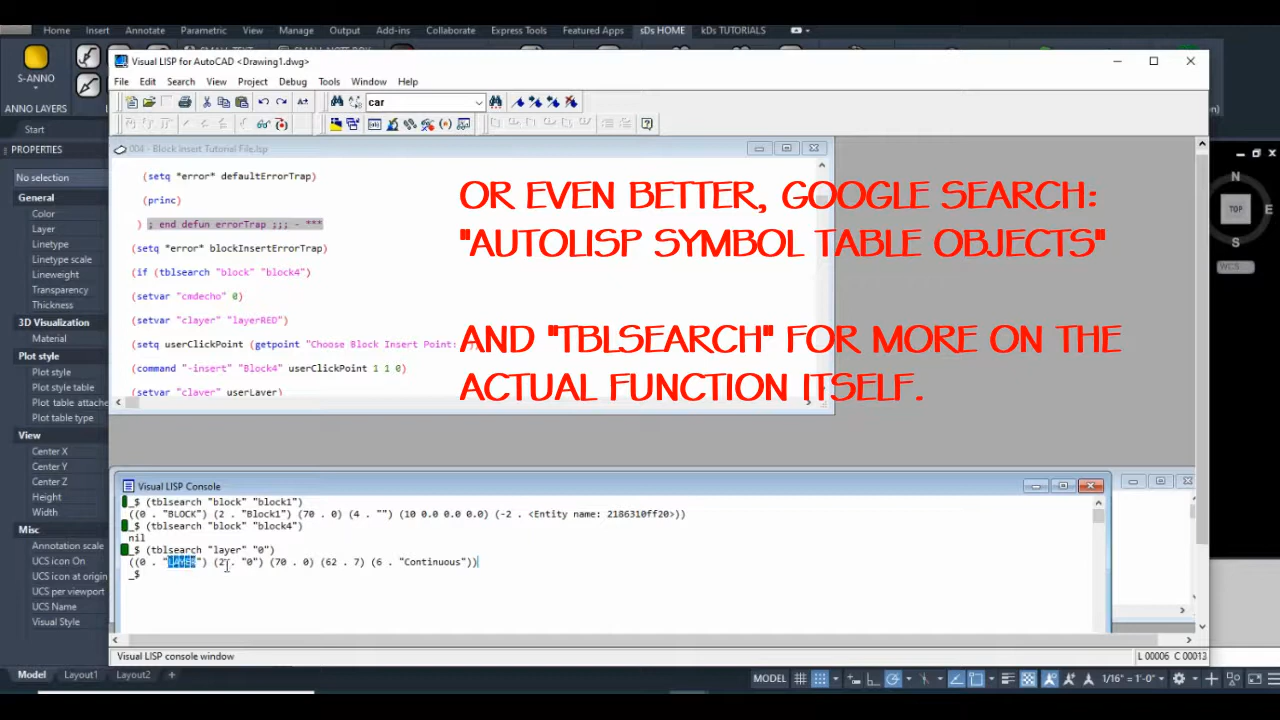 Home Insert Annotate Parametric View Manage Output Add-ins Collaborate Express Tools Featured Apps sDs HOME kDs TUTORIALS
S-ANNO
ANNO LAYERS
Start
PROPERTIES
No selection
General
Color
Layer
Linetype
Linetype scale
Lineweight
Transparency
Thickness
3D Visualization
Material
Plot style
Plot style
Plot style table
Plot table attache
Plot table type
View
Center X
Center Y
Center Z
Height
Width
Misc
Annotation scale
UCS icon On
UCS icon at origin
UCS per viewport
UCS Name
Visual Style
Visual LISP for AutoCAD <Drawing1.dwg>
File Edit Search View Project Debug Tools Window Help
car
004 - Block Insert Tutorial File.lsp
(setq *error* defaultErrorTrap)
(princ)
) ; end defun errorTrap ;;; - ***
(setq *error* blockInsertErrorTrap)
(if (tblsearch "block" "block4")
(setvar "cmdecho" 0)
(setvar "clayer" "layerRED")
(setq userClickPoint (getpoint "Choose Block Insert Point:
(command "-insert" "Block4" userClickPoint 1 1 0)
(setvar "clayer" userLayer)
OR EVEN BETTER, GOOGLE SEARCH:
"AUTOLISP SYMBOL TABLE OBJECTS"
AND "TBLSEARCH" FOR MORE ON THE
ACTUAL FUNCTION ITSELF.
Visual LISP Console
_$ (tblsearch "block" "block1")
((0 . "BLOCK") (2 . "Block1") (70 . 0) (4 . "") (10 0.0 0.0 0.0) (-2 . <Entity name: 2186310ff20>))
_$ (tblsearch "block" "block4")
nil
_$ (tblsearch "layer" "0")
((0 . "LAYER") (2 . "0") (70 . 0) (62 . 7) (6 . "Continuous"))
_$
Visual LISP console window
L 00006 C 00013
N
E
TOP
S
WCS
Model Layout1 Layout2 +
MODEL 1/16" = 1'-0"